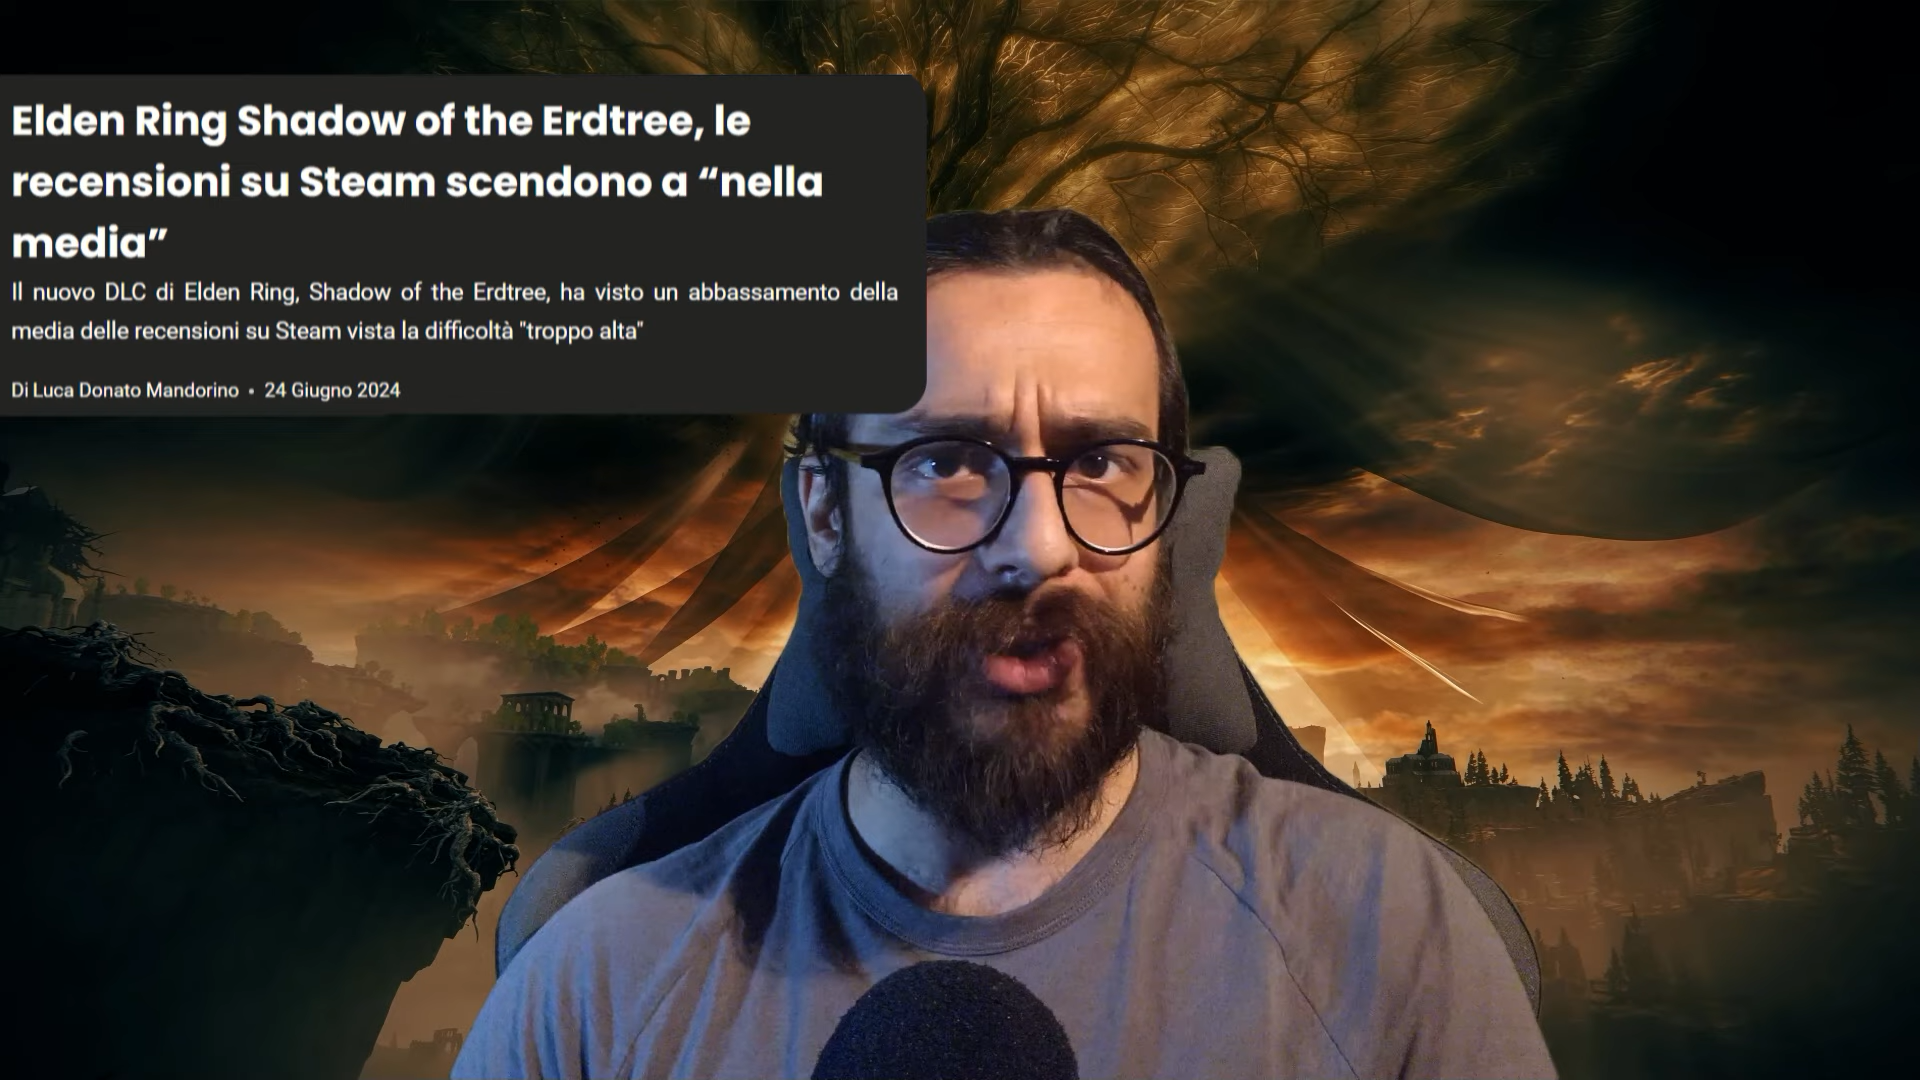 Elden Ring Shadow of the Erdtree, le
recensioni su Steam scendono a “nella
media”
Il nuovo DLC di Elden Ring, Shadow of the Erdtree, ha visto un abbassamento della
media delle recensioni su Steam vista la difficoltà "troppo alta"
Di Luca Donato Mandorino • 24 Giugno 2024